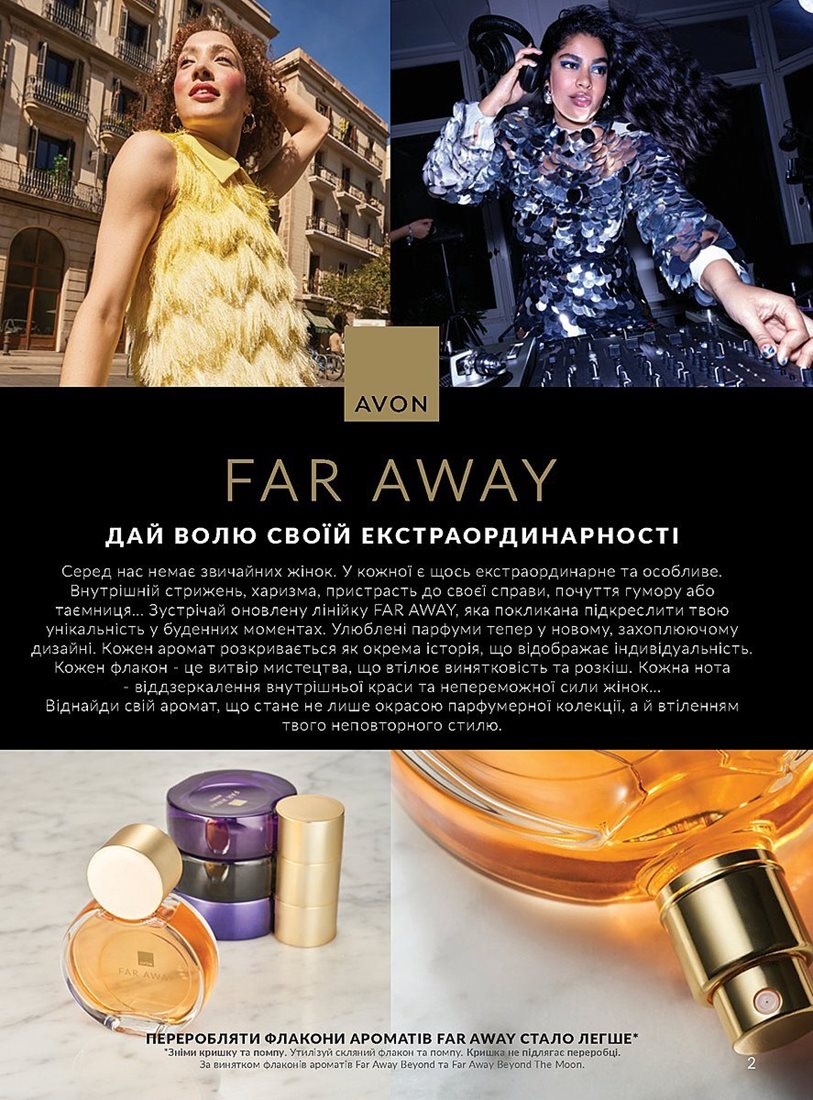 AVON
FAR AWAY
ДАЙ ВОЛЮ СВОЇЙ ЕКСТРАОРДИНАРНОСТІ
Серед нас немає звичайних жінок. У кожної є щось екстраординарне та особливе.
Внутрішній стрижень, харизма, пристрасть до своєї справи, почуття гумору або
таємниця... Зустрічай оновлену лінійку FAR AWAY, яка покликана підкреслити твою
унікальність у буденних моментах. Улюблені парфуми тепер у новому, захоплюючому
дизайні. Кожен аромат розкривається як окрема історія, що відображає індивідуальність.
Кожен флакон - це витвір мистецтва, що втілює винятковість та розкіш. Кожна нота
- віддзеркалення внутрішньої краси та непереможної сили жінок...
Віднайди свій аромат, що стане не лише окрасою парфумерної колекції, а й втіленням
твого неповторного стилю.
FAR AWAY
AVON
FAR AWAY
ПЕРЕРОБЛЯТИ ФЛАКОНИ АРОМАТІВ FAR AWAY СТАЛО ЛЕГШЕ*
*Зніми кришку та помпу. Утилізуй скляний флакон та помпу. Кришка не підлягає переробці.
За винятком флаконів ароматів Far Away Beyond та Far Away Beyond The Moon.
2